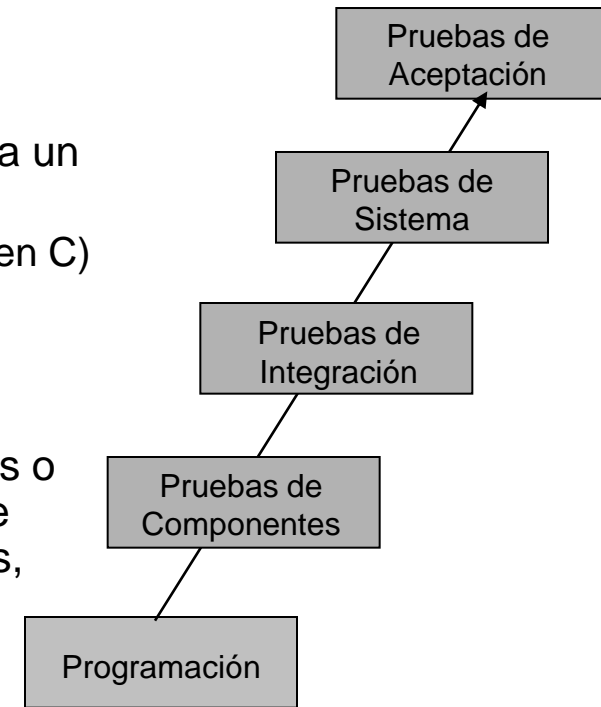 Pruebas de
Aceptación
a un
Pruebas de
Sistema
en C)
Pruebas de
Integración
s o
e
s,
Pruebas de
Componentes
Programación